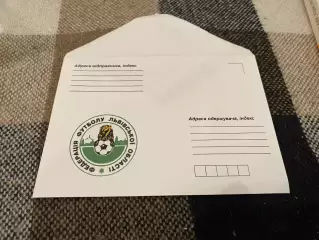 Адреса відправника, індекс
Адреса одержувача, індекс
ФЕДЕРАЦІЯ ФУТБОЛУ ЛЬВІВСЬКОЇ ОБЛАСТІ